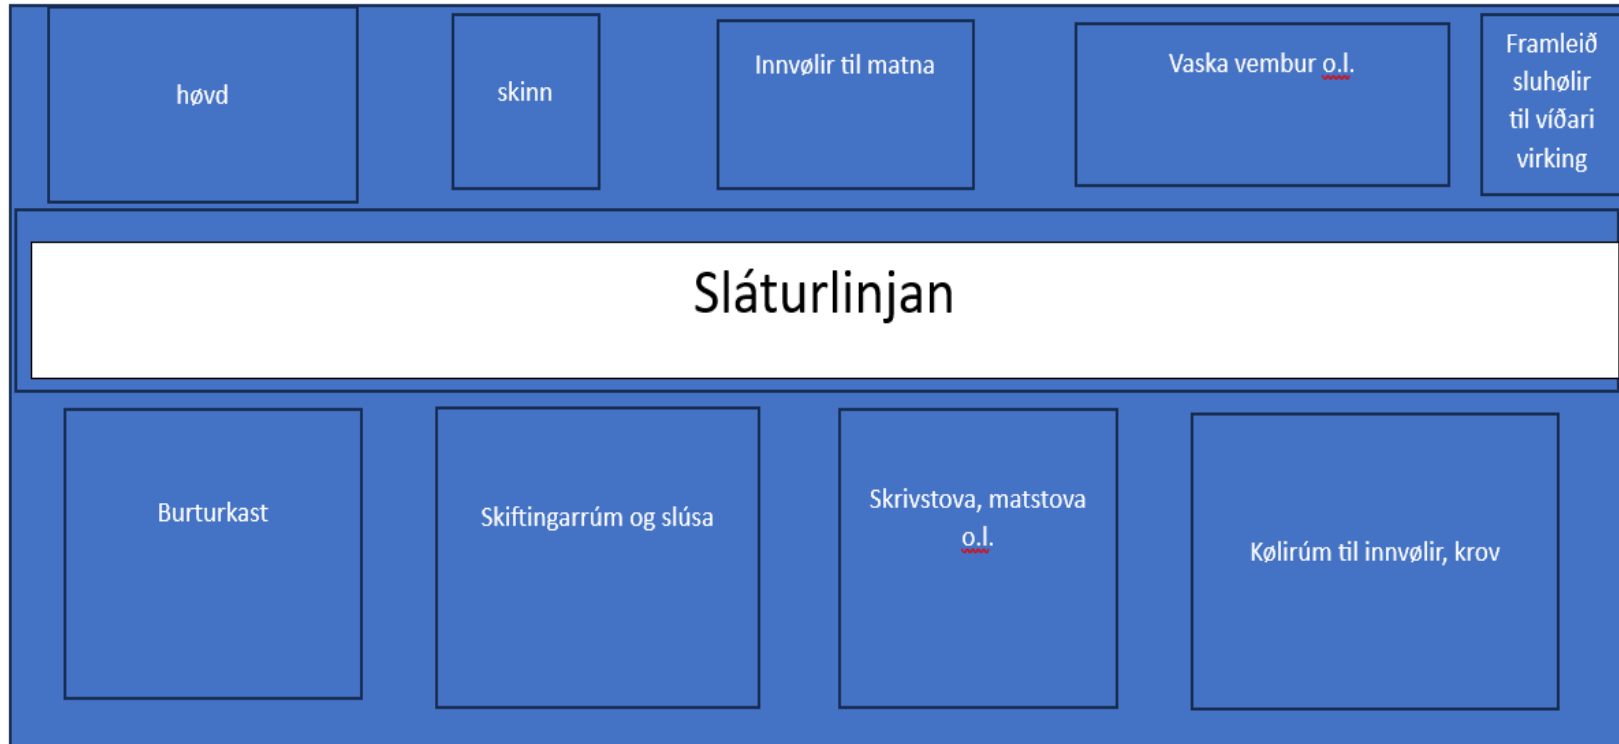 høvd
skinn
Innvølir til matna
Vaska vembur o.l.
Framleið
sluhølir
til víðari
virking
Sláturlinjan
Burturkast
Skiftingarrúm og slúsa
Skrivstova, matstova
o.l.
Kølirúm til innvølir, krov